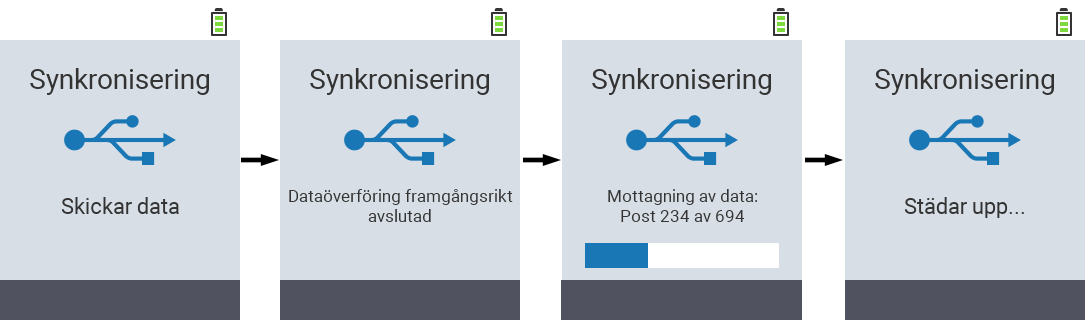 Synkronisering
Skickar data
Synkronisering
Dataöverföring framgångsrikt
avslutad
Synkronisering
Mottagning av data:
Post 234 av 694
Synkronisering
Städar upp...